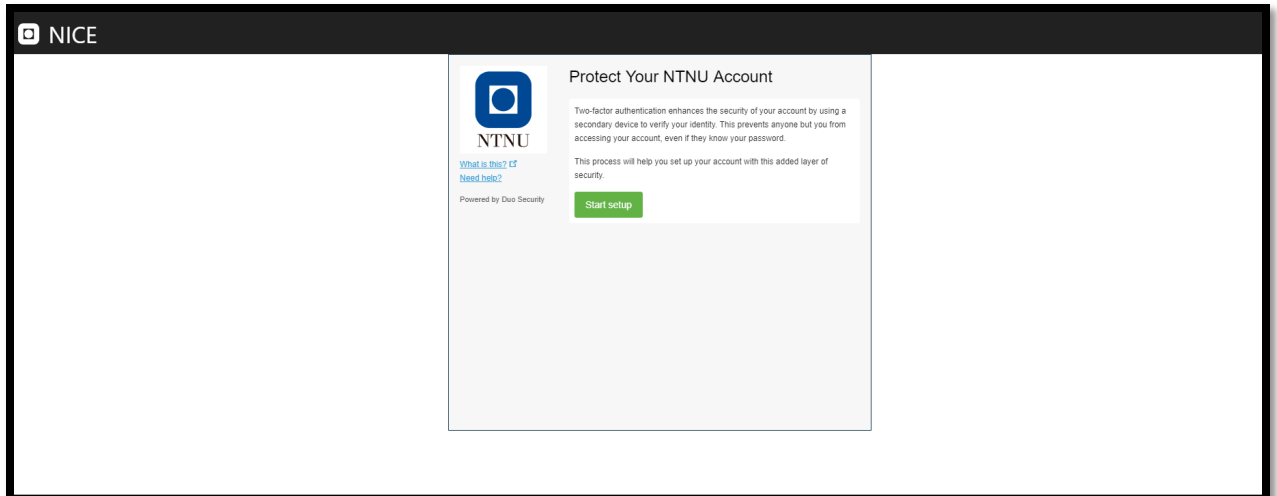 NICE
Protect Your NTNU Account
NTNU
Two-factor authentication enhances the security of your account by using a
secondary device to verify your identity. This prevents anyone but you from
accessing your account, even if they know your password.
What is this?
Need help?
This process will help you set up your account with this added layer of
security.
Powered by Duo Security
Start setup